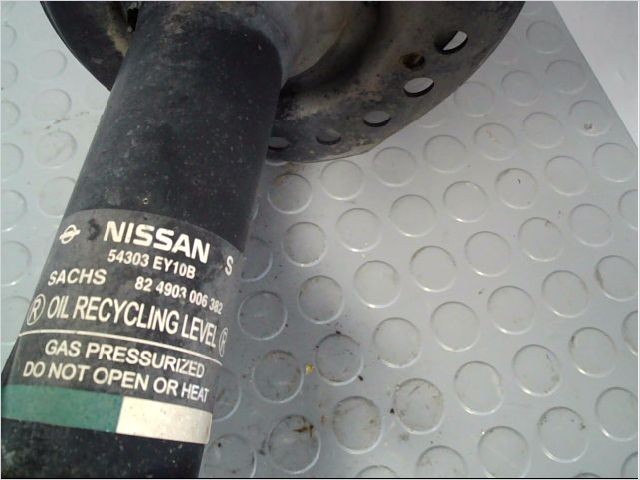 NISSAN S
54303 EY10B
SACHS 82 4903 006 382
Ⓡ OIL RECYCLING LEVEL Ⓡ
GAS PRESSURIZED
DO NOT OPEN OR HEAT